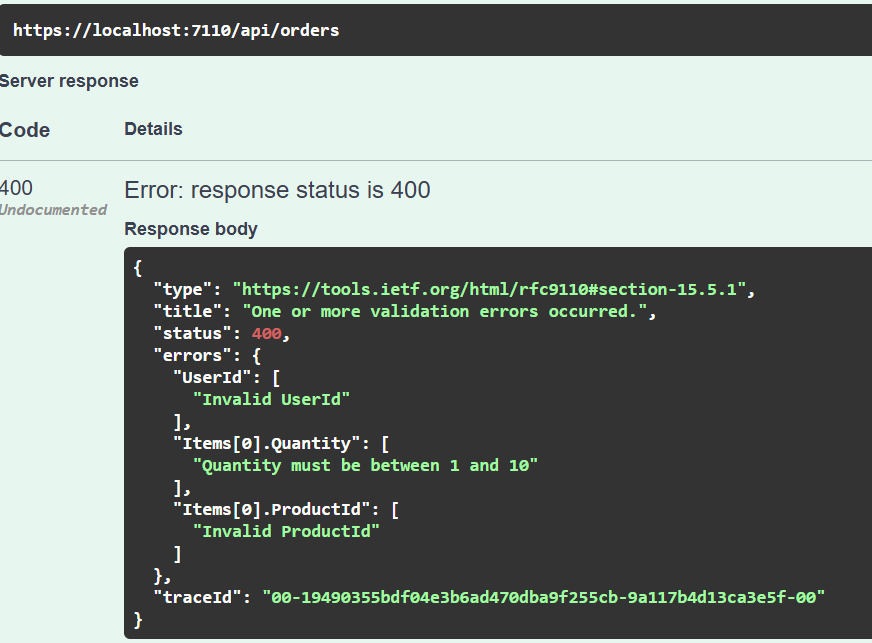 https://localhost:7110/api/orders
Server response
Code Details
400 Error: response status is 400
Undocumented
Response body
{
  "type": "https://tools.ietf.org/html/rfc9110#section-15.5.1",
  "title": "One or more validation errors occurred.",
  "status": 400,
  "errors": {
    "UserId": [
      "Invalid UserId"
    ],
    "Items[0].Quantity": [
      "Quantity must be between 1 and 10"
    ],
    "Items[0].ProductId": [
      "Invalid ProductId"
    ]
  },
  "traceId": "00-19490355bdf04e3b6ad470dba9f255cb-9a117b4d13ca3e5f-00"
}